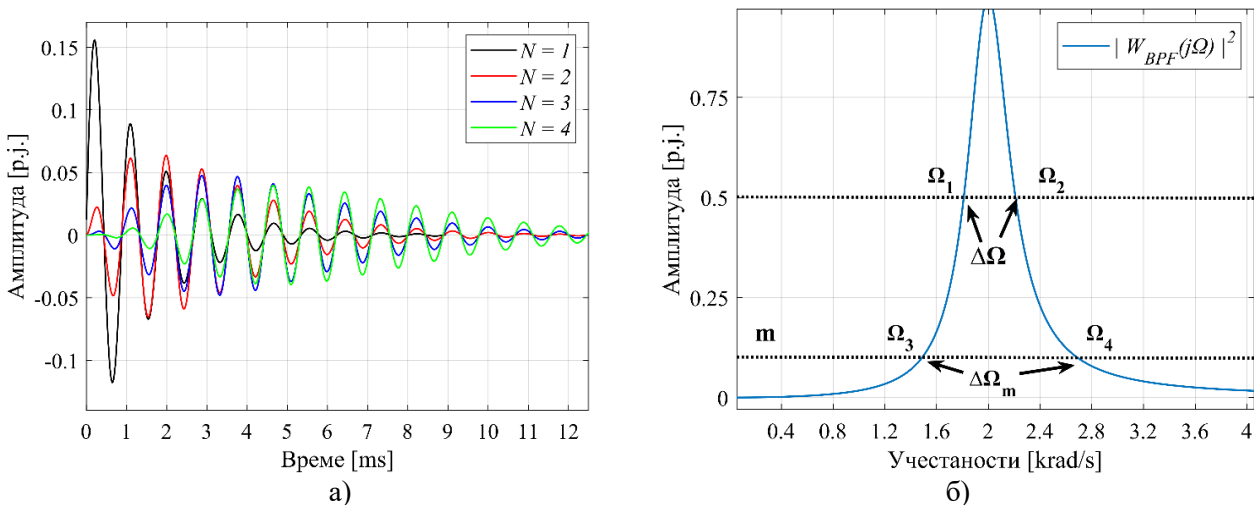 Амплитуда [p.j.]
0.15
0.1
0.05
0
-0.05
-0.1
N = 1
N = 2
N = 3
N = 4
0 1 2 3 4 5 6 7 8 9 10 11 12
Време [ms]
а)
Амплитуда [p.j.]
0.75
0.5
0.25
0
| W_BPF(jΩ) |²
Ω₁ Ω₂
ΔΩ
m Ω₃ Ω₄
ΔΩₘ
0.4 0.8 1.2 1.6 2 2.4 2.8 3.2 3.6 4
Учестаности [krad/s]
б)